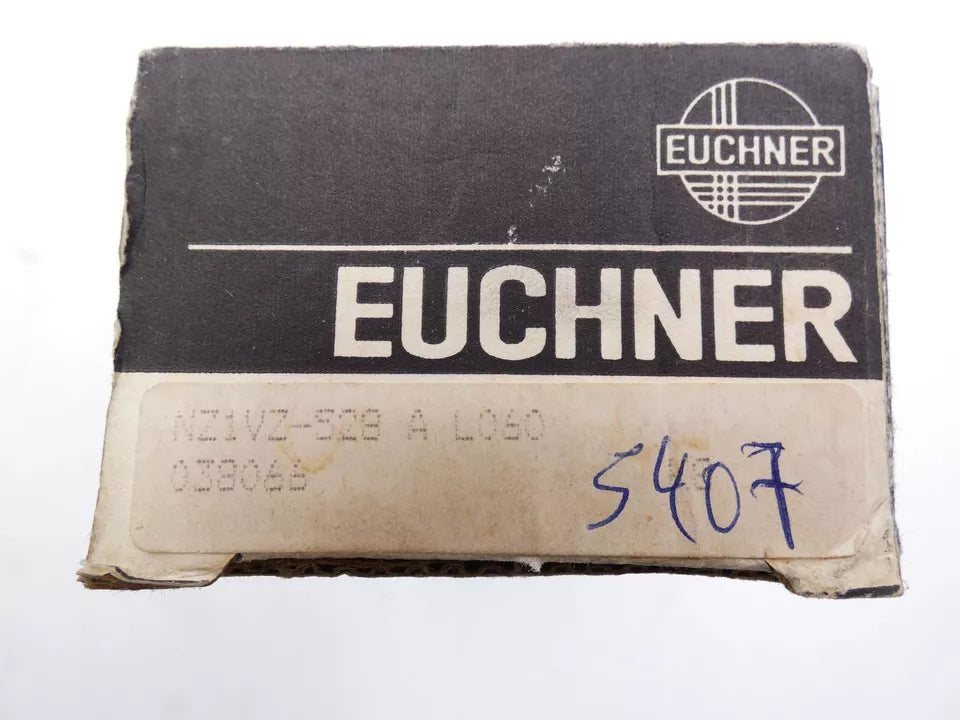 EUCHNER
EUCHNER
NZ1VZ-528 A L060
038066
5407